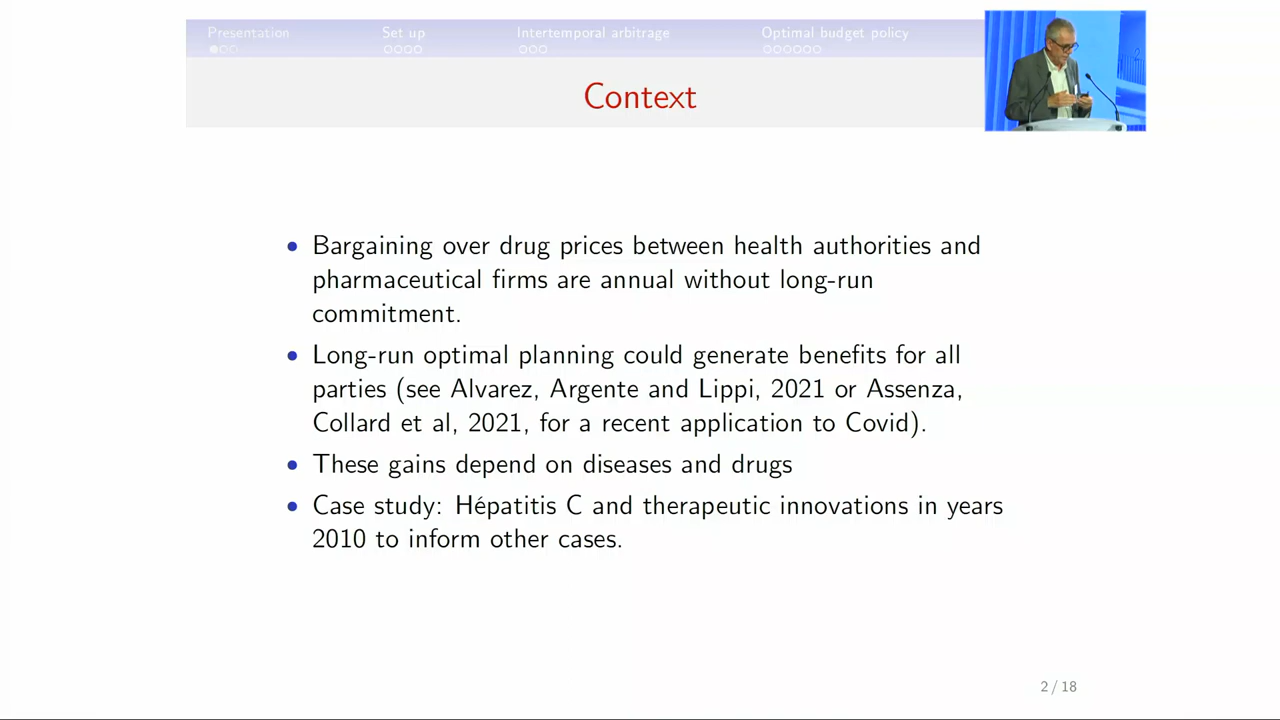 Presentation
Set up
Intertemporal arbitrage
Optimal budget policy
Context
Bargaining over drug prices between health authorities and
pharmaceutical firms are annual without long-run
commitment.
Long-run optimal planning could generate benefits for all
parties (see Alvarez, Argente and Lippi, 2021 or Assenza,
Collard et al, 2021, for a recent application to Covid).
These gains depend on diseases and drugs
Case study: Hépatitis C and therapeutic innovations in years
2010 to inform other cases.
2 / 18